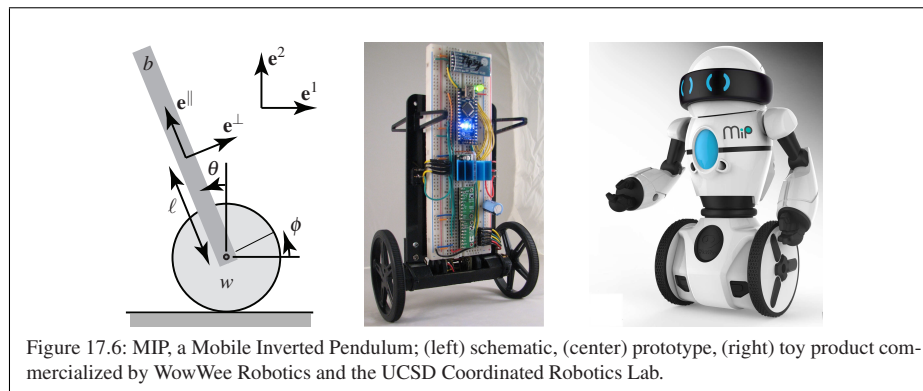 b
e∥
e⊥
e2
e1
θ
ℓ
ϕ
w
MiP
Figure 17.6: MIP, a Mobile Inverted Pendulum; (left) schematic, (center) prototype, (right) toy product com-
mercialized by WowWee Robotics and the UCSD Coordinated Robotics Lab.